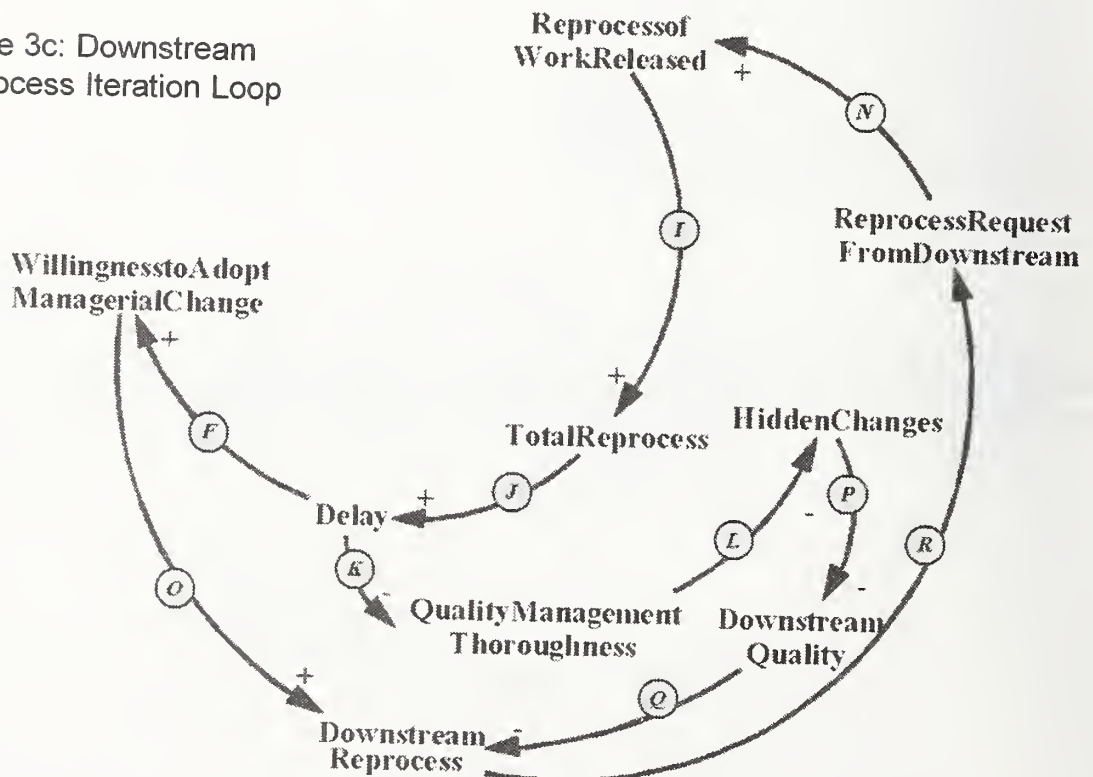 e 3c: Downstream
ocess Iteration Loop
Reprocessof
WorkReleased
+
N
ReprocessRequest
FromDownstream
I
WillingnesstoAdopt
ManagerialChange
+
+
HiddenChanges
TotalReprocess
F
J
+
P
Delay
-
L
R
K
O
-
QualityManagement
Thoroughness
-
Downstream
Quality
+
Q
Downstream
Reprocess
-